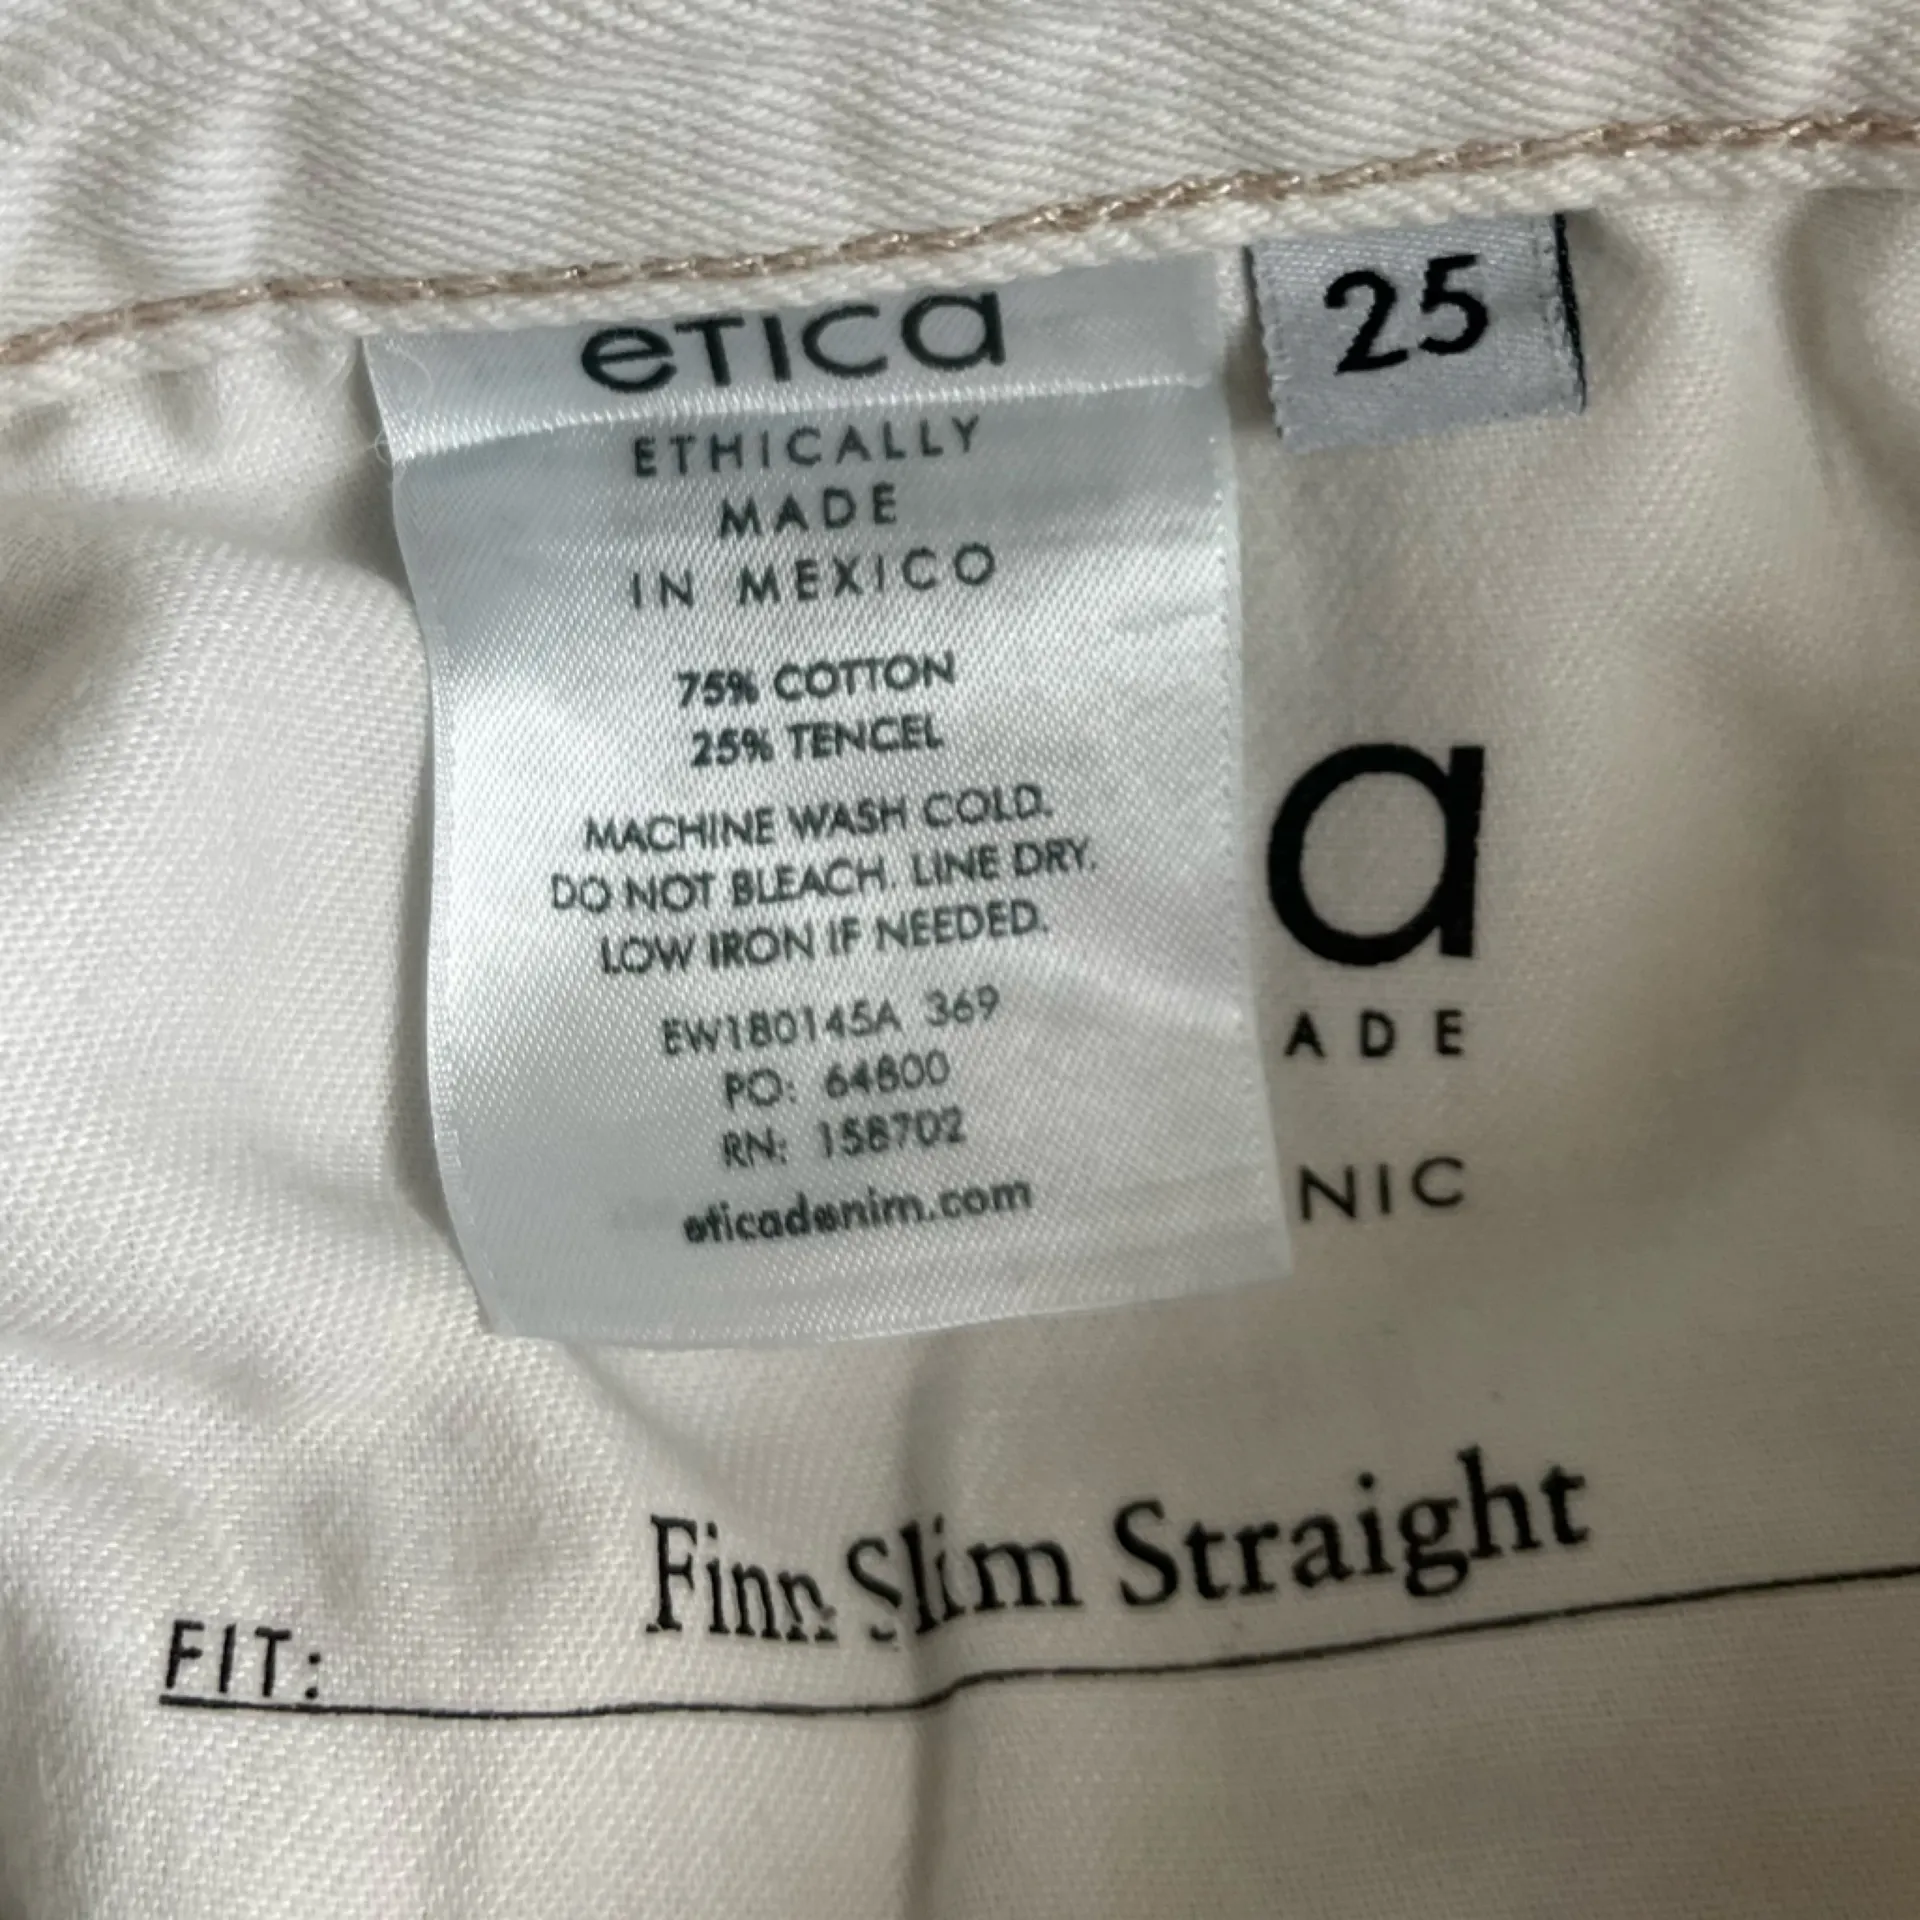 etica
25
ETHICALLY
MADE
IN MEXICO
75% COTTON
25% TENCEL
MACHINE WASH COLD.
DO NOT BLEACH. LINE DRY.
LOW IRON IF NEEDED.
EW180145A 369
PO: 64800
RN: 158702
eticadenim.com
a
ADE
NIC
Finn Slim Straight
FIT: